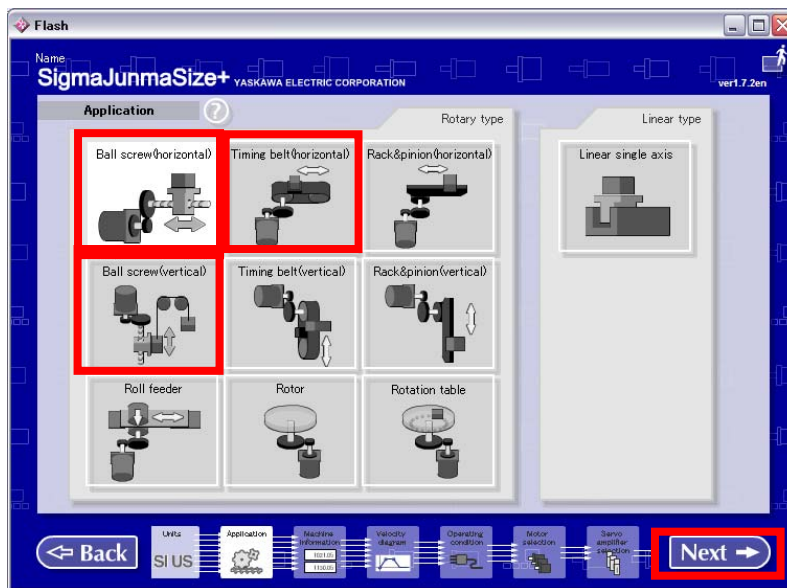 Flash
Name
SigmaJunmaSize+ YASKAWA ELECTRIC CORPORATION
ver1.7.2en
Application ?
Rotary type
Linear type
Ball screw(horizontal)
Timing belt(horizontal)
Rack&pinion(horizontal)
Linear single axis
Ball screw(vertical)
Timing belt(vertical)
Rack&pinion(vertical)
Roll feeder
Rotor
Rotation table
Back
Units
SI US
Application
Machine
information
Velocity
diagram
Operating
condition
Motor
selection
Servo
amplifier
selection
Next